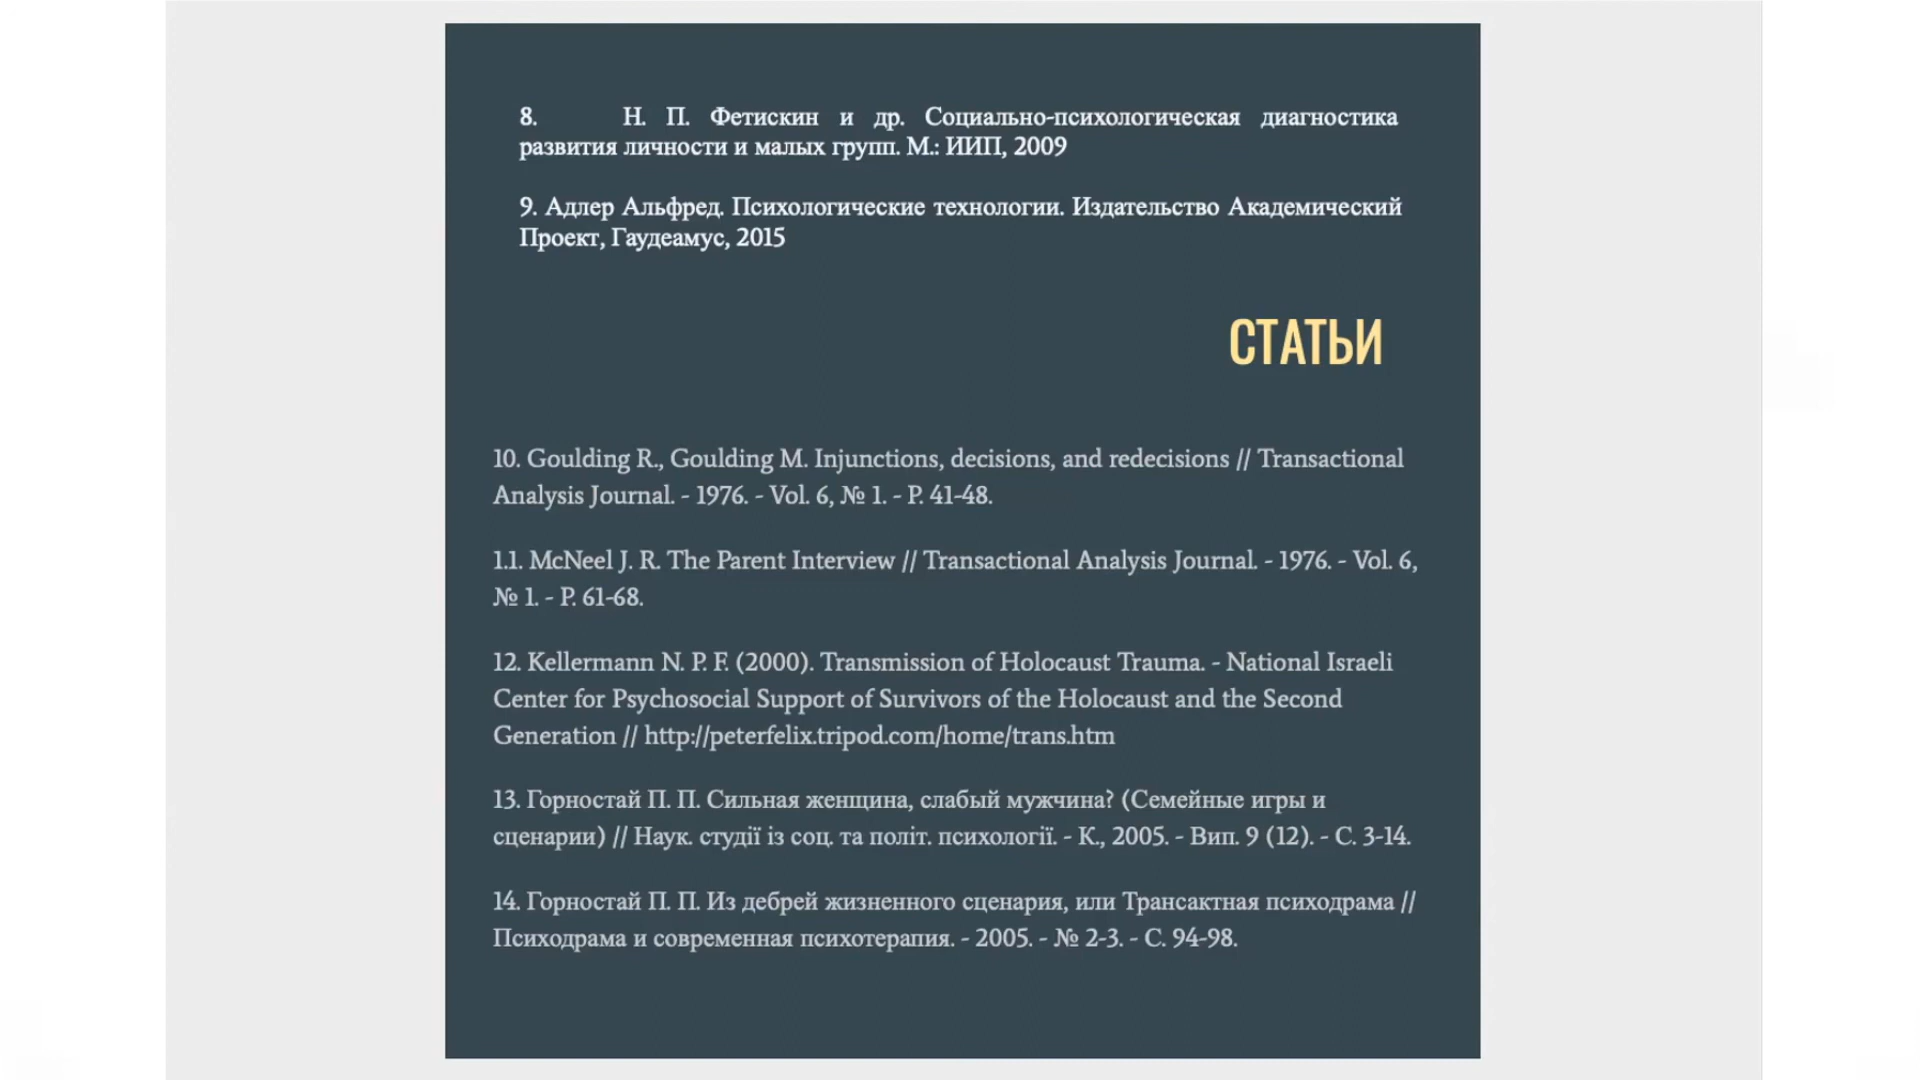 8. Н. П. Фетискин и др. Социально-психологическая диагностика
развития личности и малых групп. М.: ИИП, 2009
9. Адлер Альфред. Психологические технологии. Издательство Академический
Проект, Гаудеамус, 2015
СТАТЬИ
10. Goulding R., Goulding M. Injunctions, decisions, and redecisions // Transactional
Analysis Journal. - 1976. - Vol. 6, № 1. - P. 41-48.
1.1. McNeel J. R. The Parent Interview // Transactional Analysis Journal. - 1976. - Vol. 6,
№ 1. - P. 61-68.
12. Kellermann N. P. F. (2000). Transmission of Holocaust Trauma. - National Israeli
Center for Psychosocial Support of Survivors of the Holocaust and the Second
Generation // http://peterfelix.tripod.com/home/trans.htm
13. Горностай П. П. Сильная женщина, слабый мужчина? (Семейные игры и
сценарии) // Наук. студії із соц. та політ. психології. - К., 2005. - Вип. 9 (12). - С. 3-14.
14. Горностай П. П. Из дебрей жизненного сценария, или Трансактная психодрама //
Психодрама и современная психотерапия. - 2005. - № 2-3. - С. 94-98.